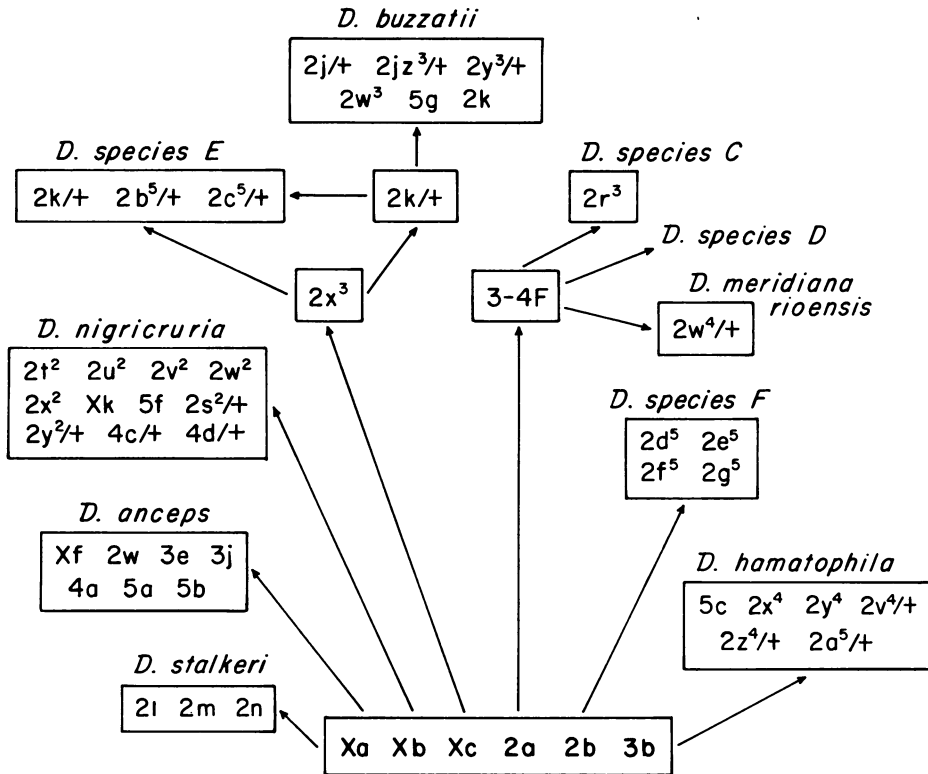 D. buzzatii
2j/+ 2jz³/+ 2y³/+
2w³ 5g 2k
D. species E
2k/+ 2b⁵/+ 2c⁵/+
2k/+
D. species C
2r³
D. species D
2x³
3-4F
D. meridiana
rioensis
2w⁴/+
D. nigricruria
2t² 2u² 2v² 2w²
2x² Xk 5f 2s²/+
2y²/+ 4c/+ 4d/+
D. species F
2d⁵ 2e⁵
2f⁵ 2g⁵
D. anceps
Xf 2w 3e 3j
4a 5a 5b
D. hamatophila
5c 2x⁴ 2y⁴ 2v⁴/+
2z⁴/+ 2a⁵/+
D. stalkeri
2l 2m 2n
Xa Xb Xc 2a 2b 3b